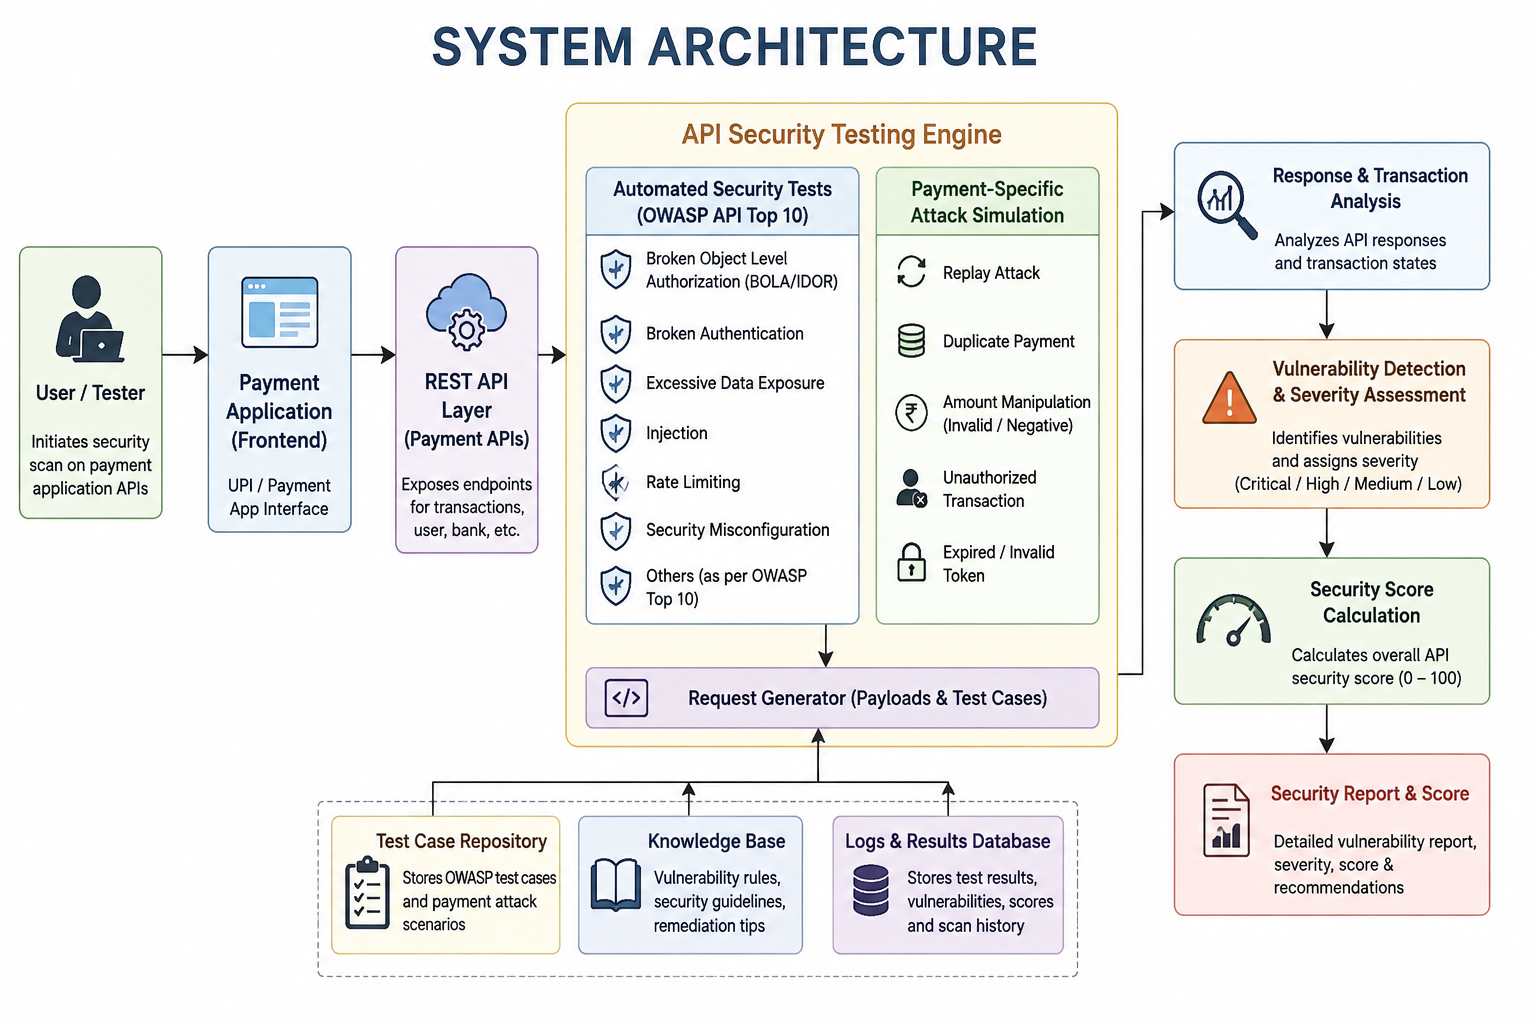 SYSTEM ARCHITECTURE
User / Tester
Initiates security
scan on payment
application APIs
Payment
Application
(Frontend)
UPI / Payment
App Interface
REST API
Layer
(Payment APIs)
Exposes endpoints
for transactions,
user, bank, etc.
API Security Testing Engine
Automated Security Tests
(OWASP API Top 10)
Broken Object Level
Authorization (BOLA/IDOR)
Broken Authentication
Excessive Data Exposure
Injection
Rate Limiting
Security Misconfiguration
Others (as per OWASP
Top 10)
Payment-Specific
Attack Simulation
Replay Attack
Duplicate Payment
₹
Amount Manipulation
(Invalid / Negative)
Unauthorized
Transaction
Expired / Invalid
Token
</>
Request Generator (Payloads & Test Cases)
Test Case Repository
Stores OWASP test cases
and payment attack
scenarios
Knowledge Base
Vulnerability rules,
security guidelines,
remediation tips
Logs & Results Database
Stores test results,
vulnerabilities, scores
and scan history
Response & Transaction
Analysis
Analyzes API responses
and transaction states
!
Vulnerability Detection
& Severity Assessment
Identifies vulnerabilities
and assigns severity
(Critical / High / Medium / Low)
Security Score
Calculation
Calculates overall API
security score (0 – 100)
Security Report & Score
Detailed vulnerability report,
severity, score &
recommendations